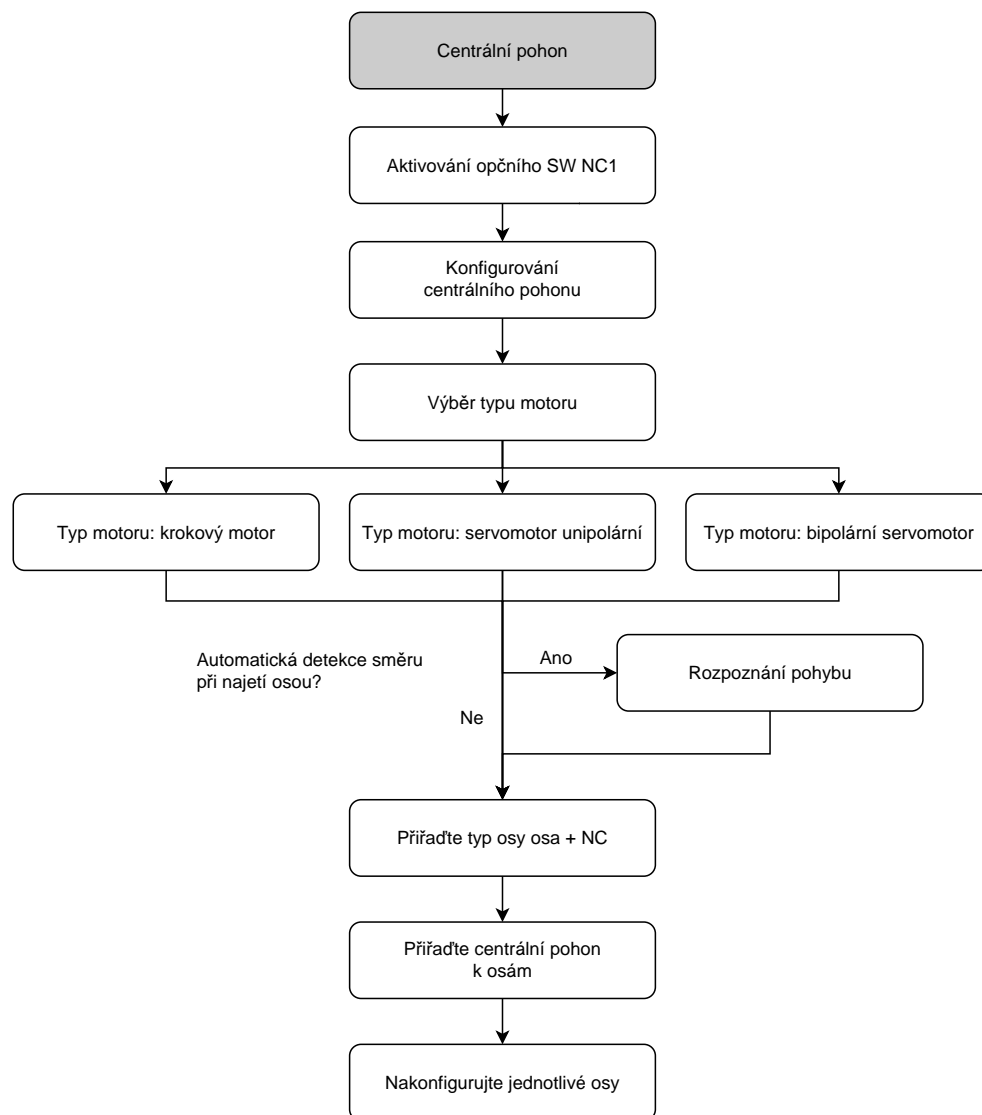 Centrální pohon
Aktivování opčního SW NC1
Konfigurování
centrálního pohonu
Výběr typu motoru
Typ motoru: krokový motor
Typ motoru: servomotor unipolární
Typ motoru: bipolární servomotor
Automatická detekce směru
při najetí osou?
Ano
Rozpoznání pohybu
Ne
Přiřaďte typ osy osa + NC
Přiřaďte centrální pohon
k osám
Nakonfigurujte jednotlivé osy